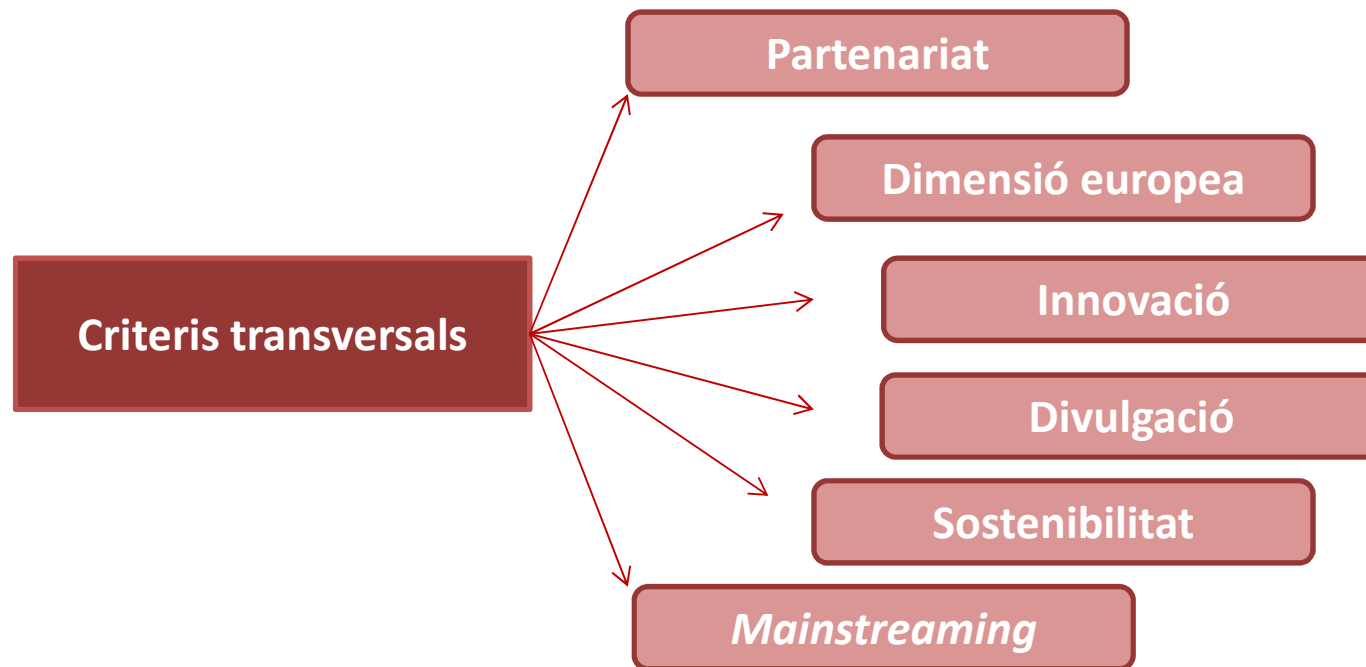 Partenariat
Dimensió europea
Innovació
Criteris transversals
Divulgació
Sostenibilitat
Mainstreaming